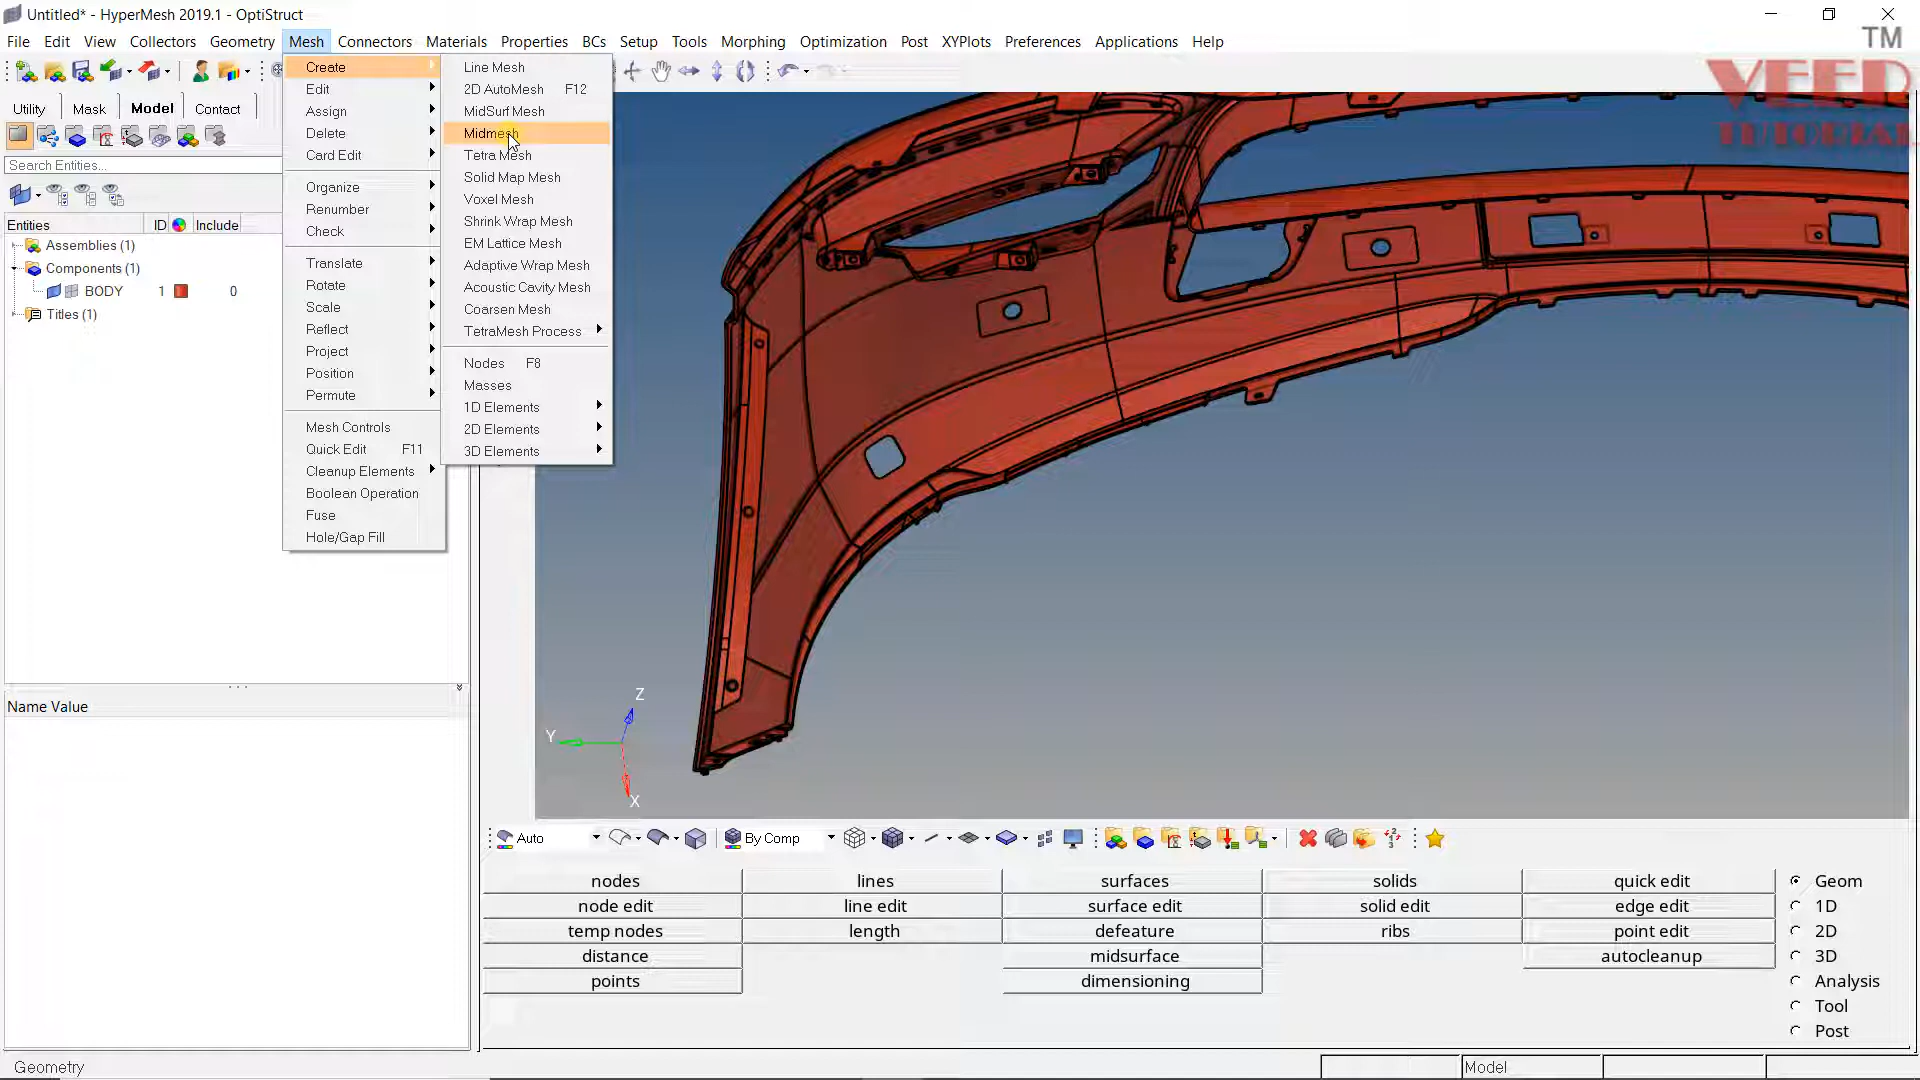 Untitled* - HyperMesh 2019.1 - OptiStruct
File Edit View Collectors Geometry Mesh Connectors Materials Properties BCs Setup Tools Morphing Optimization Post XYPlots Preferences Applications Help
TM
VEED
TUTORIAL
Utility Mask Model Contact
Search Entities...
Entities ID Include
Assemblies (1)
Components (1)
BODY 1 0
Titles (1)
Name Value
Create
Edit
Assign
Delete
Card Edit
Organize
Renumber
Check
Translate
Rotate
Scale
Reflect
Project
Position
Permute
Mesh Controls
Quick Edit F11
Cleanup Elements
Boolean Operation
Fuse
Hole/Gap Fill
Line Mesh
2D AutoMesh F12
MidSurf Mesh
Midmesh
Tetra Mesh
Solid Map Mesh
Voxel Mesh
Shrink Wrap Mesh
EM Lattice Mesh
Adaptive Wrap Mesh
Acoustic Cavity Mesh
Coarsen Mesh
TetraMesh Process
Nodes F8
Masses
1D Elements
2D Elements
3D Elements
Z
Y
X
Auto By Comp
nodes lines surfaces solids quick edit Geom
node edit line edit surface edit solid edit edge edit 1D
temp nodes length defeature ribs point edit 2D
distance midsurface autocleanup 3D
points dimensioning Analysis
Tool
Post
Geometry Model